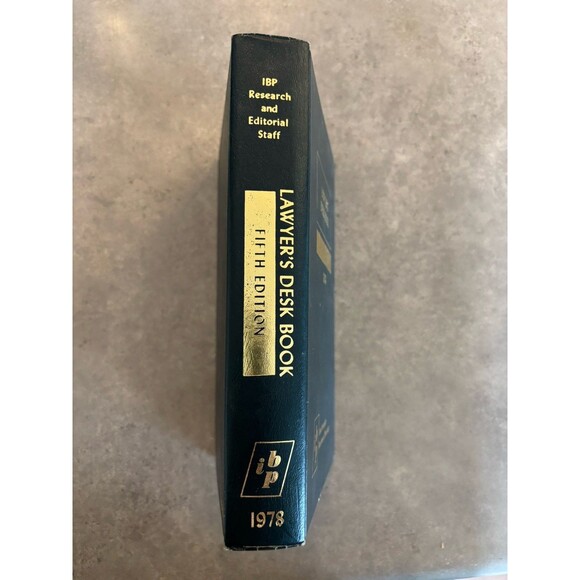 IBP
Research
and
Editorial
Staff
LAWYER'S DESK BOOK
FIFTH EDITION
ibp
1978